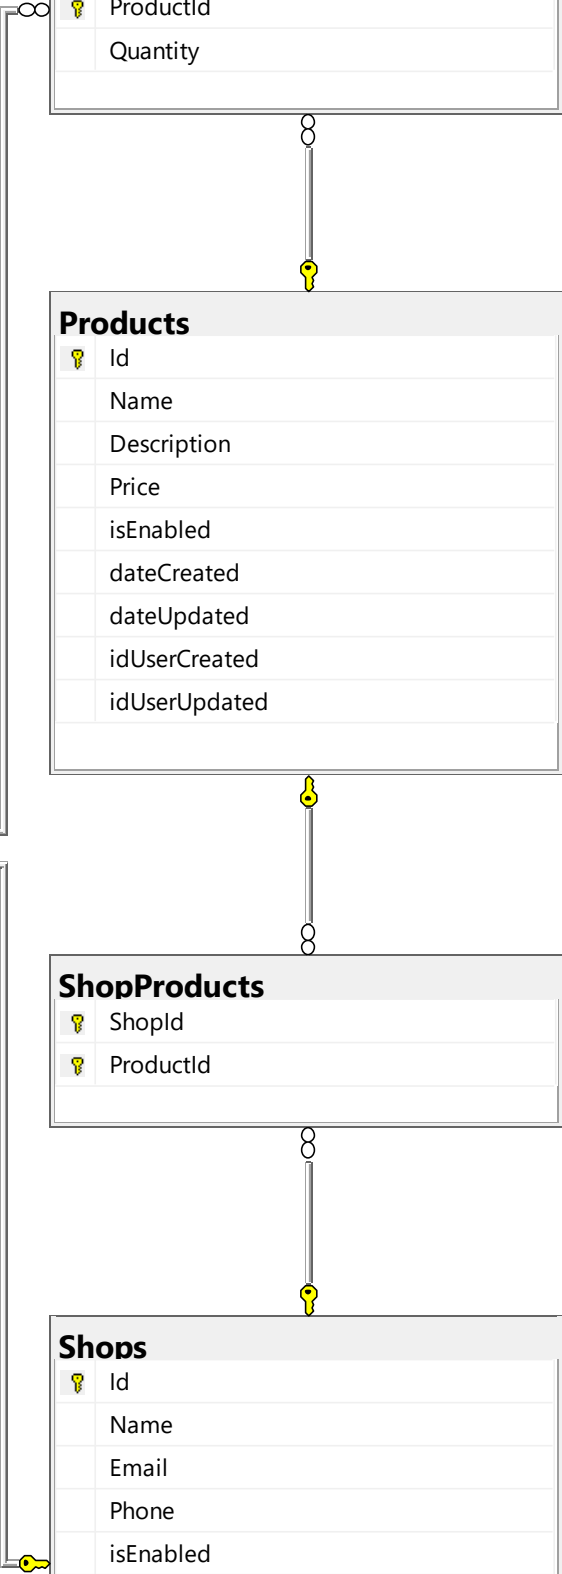 ProductId
Quantity
Products
Id
Name
Description
Price
isEnabled
dateCreated
dateUpdated
idUserCreated
idUserUpdated
ShopProducts
ShopId
ProductId
Shops
Id
Name
Email
Phone
isEnabled